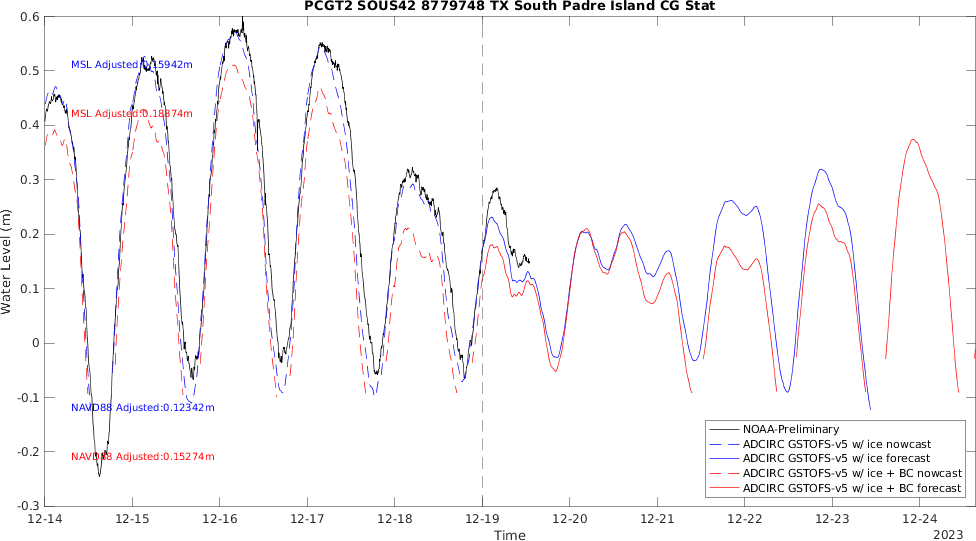 PCGT2 SOUS42 8779748 TX South Padre Island CG Stat
0.6
0.5
0.4
0.3
0.2
0.1
0
-0.1
-0.2
-0.3
Water Level (m)
MSL Adjusted:0.15942m
MSL Adjusted:0.18874m
NAVD88 Adjusted:0.12342m
NAVD88 Adjusted:0.15274m
NOAA-Preliminary
ADCIRC GSTOFS-v5 w/ ice nowcast
ADCIRC GSTOFS-v5 w/ ice forecast
ADCIRC GSTOFS-v5 w/ ice + BC nowcast
ADCIRC GSTOFS-v5 w/ ice + BC forecast
12-14 12-15 12-16 12-17 12-18 12-19 12-20 12-21 12-22 12-23 12-24
Time
2023